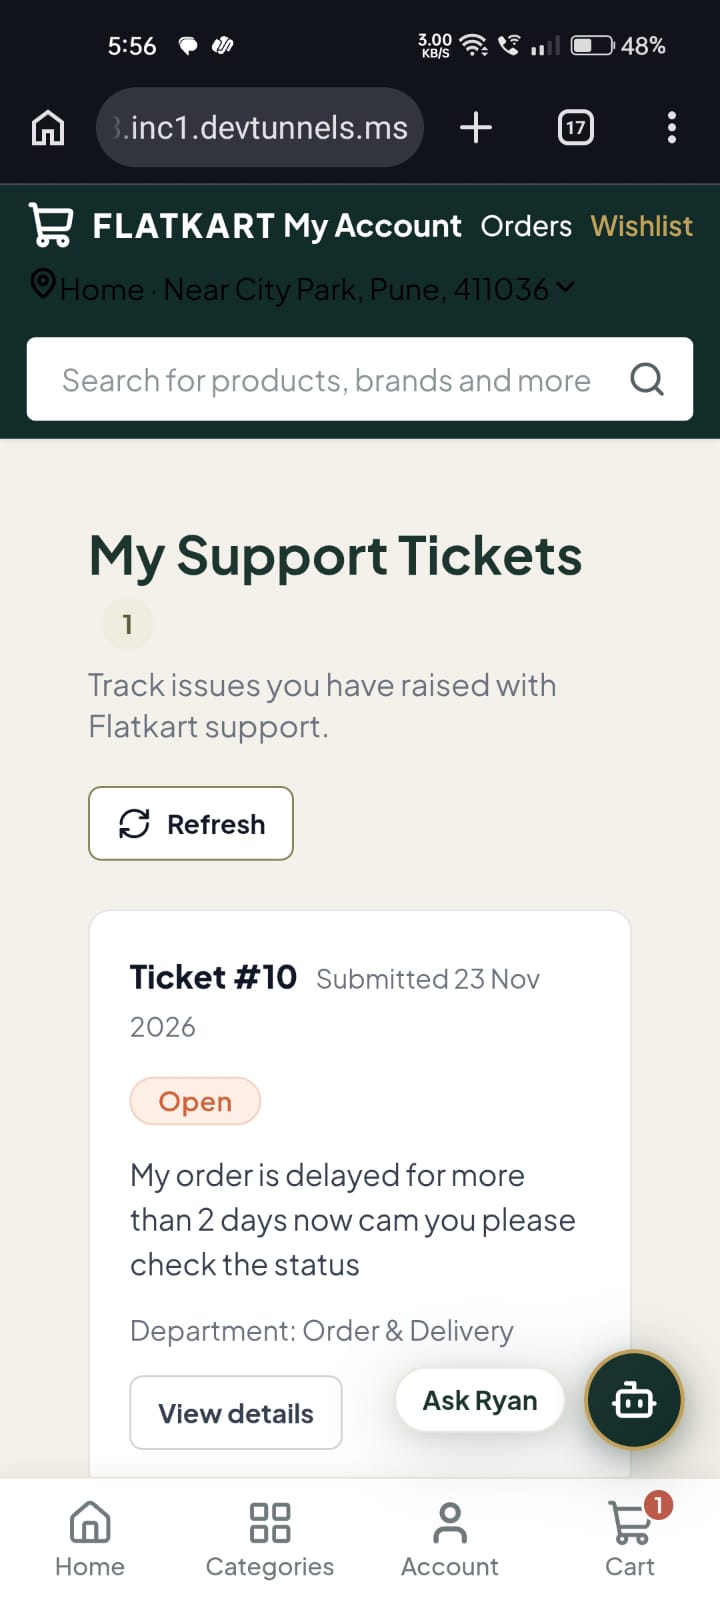 5:56
3.00 KB/S
48%
.inc1.devtunnels.ms
17
FLATKART My Account Orders Wishlist
Home · Near City Park, Pune, 411036
Search for products, brands and more
My Support Tickets
1
Track issues you have raised with
Flatkart support.
Refresh
Ticket #10 Submitted 23 Nov
2026
Open
My order is delayed for more
than 2 days now cam you please
check the status
Department: Order & Delivery
View details
Ask Ryan
1
Home Categories Account Cart